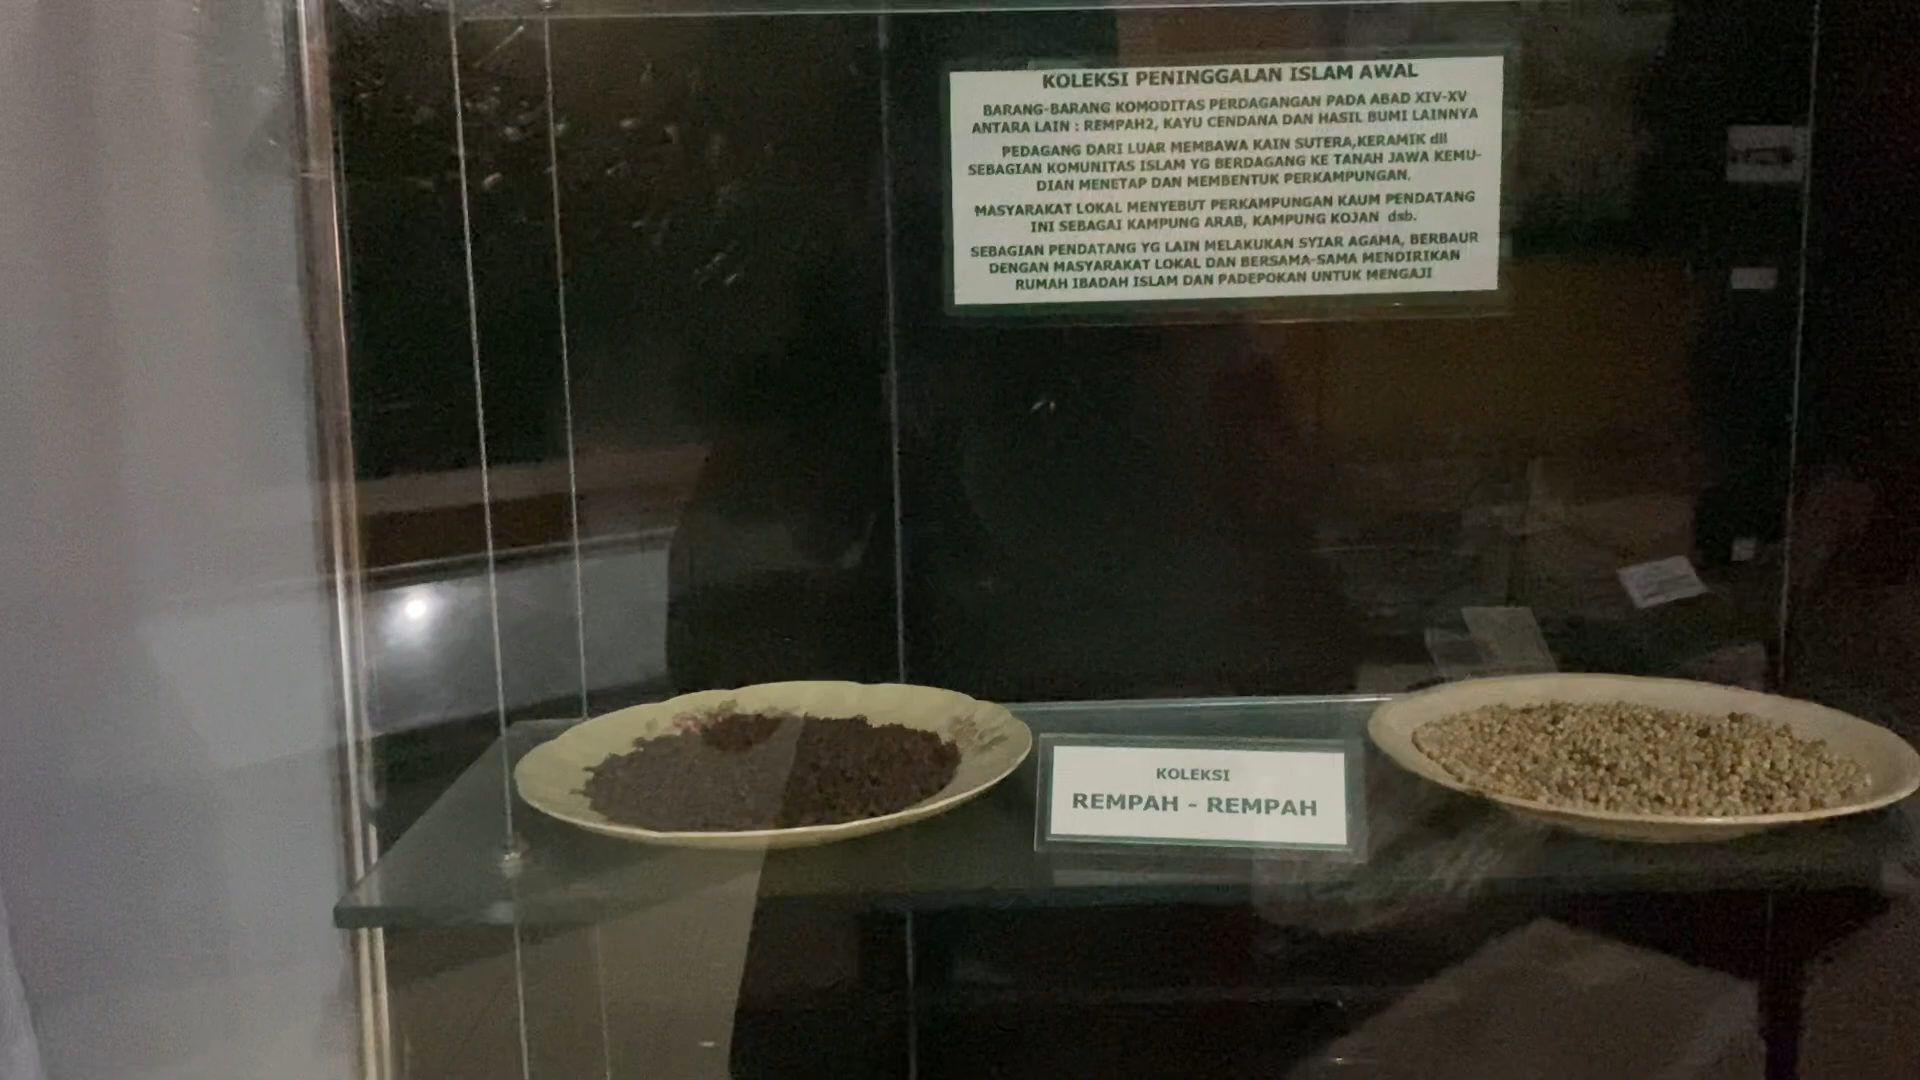 KOLEKSI PENINGGALAN ISLAM AWAL
BARANG-BARANG KOMODITAS PERDAGANGAN PADA ABAD XIV-XV
ANTARA LAIN : REMPAH2, KAYU CENDANA DAN HASIL BUMI LAINNYA
PEDAGANG DARI LUAR MEMBAWA KAIN SUTERA,KERAMIK dll
SEBAGIAN KOMUNITAS ISLAM YG BERDAGANG KE TANAH JAWA KEMU-
DIAN MENETAP DAN MEMBENTUK PERKAMPUNGAN.
MASYARAKAT LOKAL MENYEBUT PERKAMPUNGAN KAUM PENDATANG
INI SEBAGAI KAMPUNG ARAB, KAMPUNG KOJAN dsb.
SEBAGIAN PENDATANG YG LAIN MELAKUKAN SYIAR AGAMA, BERBAUR
DENGAN MASYARAKAT LOKAL DAN BERSAMA-SAMA MENDIRIKAN
RUMAH IBADAH ISLAM DAN PADEPOKAN UNTUK MENGAJI
KOLEKSI
REMPAH - REMPAH